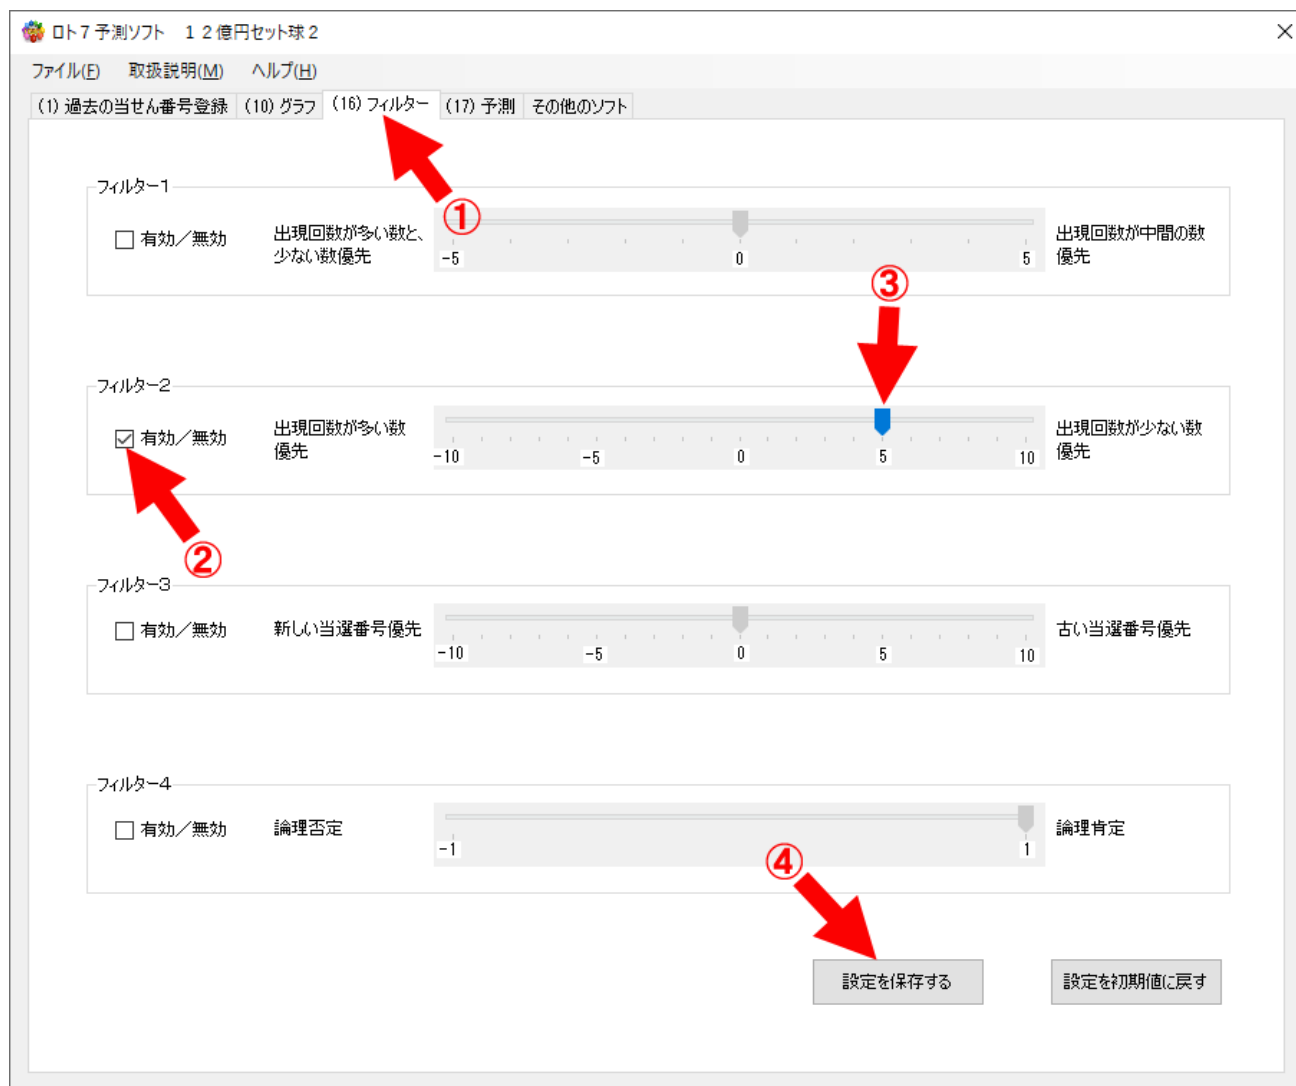 ロト７予測ソフト　１２億円セット球２
ファイル(F)　取扱説明(M)　ヘルプ(H)
(1) 過去の当せん番号登録　(10) グラフ　(16) フィルター　(17) 予測　その他のソフト
①
フィルター1
有効／無効
出現回数が多い数と、
少ない数優先
-5　0　5
出現回数が中間の数
優先
③
フィルター2
有効／無効
出現回数が多い数
優先
-10　-5　0　5　10
出現回数が少ない数
優先
②
フィルター3
有効／無効
新しい当選番号優先
-10　-5　0　5　10
古い当選番号優先
フィルター4
有効／無効
論理否定
-1　1
論理肯定
④
設定を保存する
設定を初期値に戻す